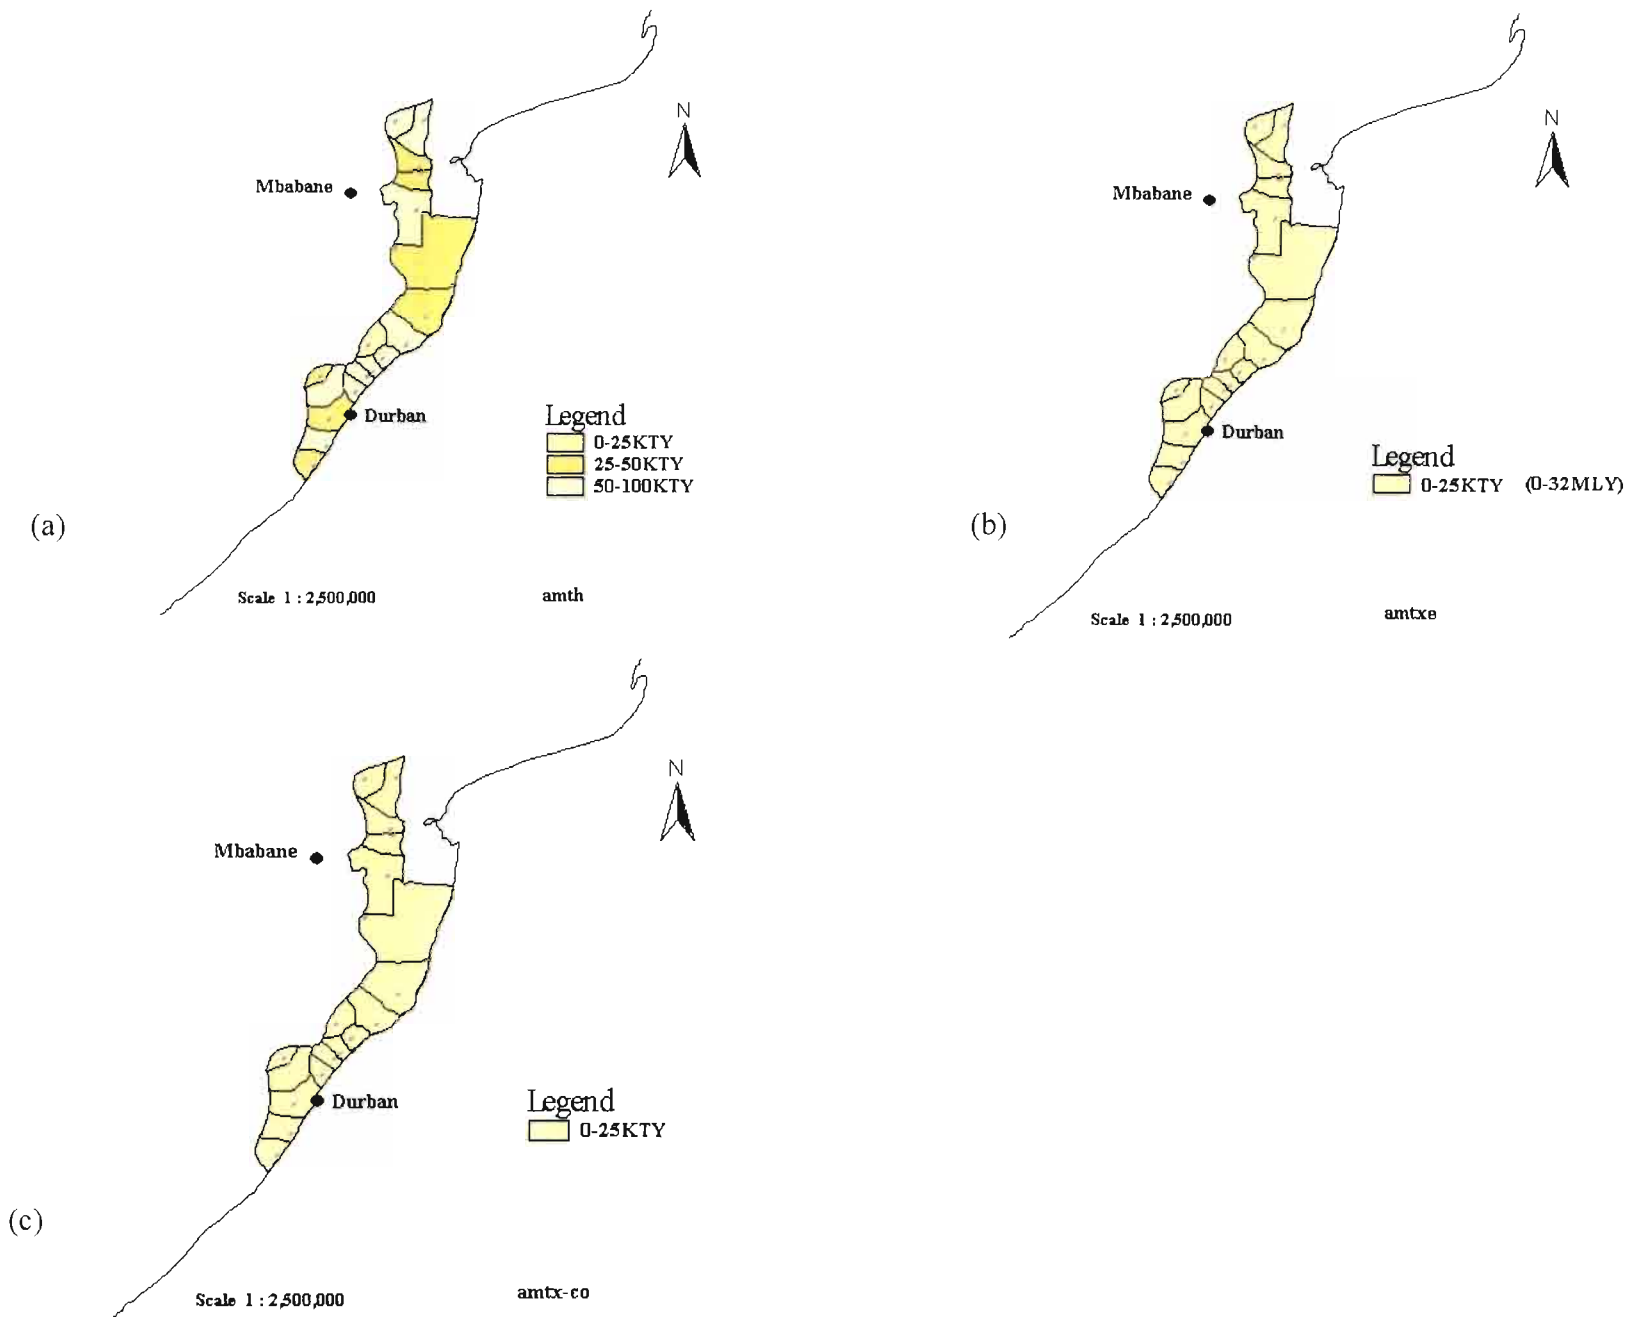 N
Mbabane
Durban
Legend
0-25KTY
25-50KTY
50-100KTY
(a)
Scale 1 : 2,500,000
amth
N
Mbabane
Durban
Legend
0-25KTY (0-32MLY)
(b)
Scale 1 : 2,500,000
amtxe
N
Mbabane
Durban
Legend
0-25KTY
(c)
Scale 1 : 2,500,000
amtx-co